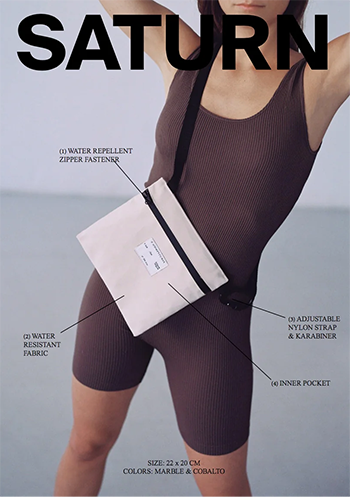 SATURN
(1) WATER REPELLENT
ZIPPER FASTENER
(3) ADJUSTABLE
NYLON STRAP
& KARABINER
(2) WATER
RESISTANT
FABRIC
(4) INNER POCKET
SIZE: 22 x 20 CM
COLORS: MARBLE & COBALTO